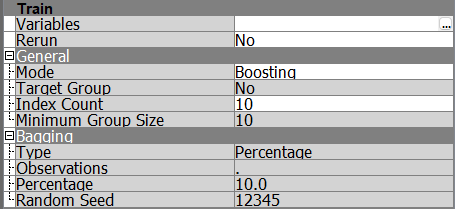 Train
Variables ...
Rerun No
General
Mode Boosting
Target Group No
Index Count 10
Minimum Group Size 10
Bagging
Type Percentage
Observations .
Percentage 10.0
Random Seed 12345